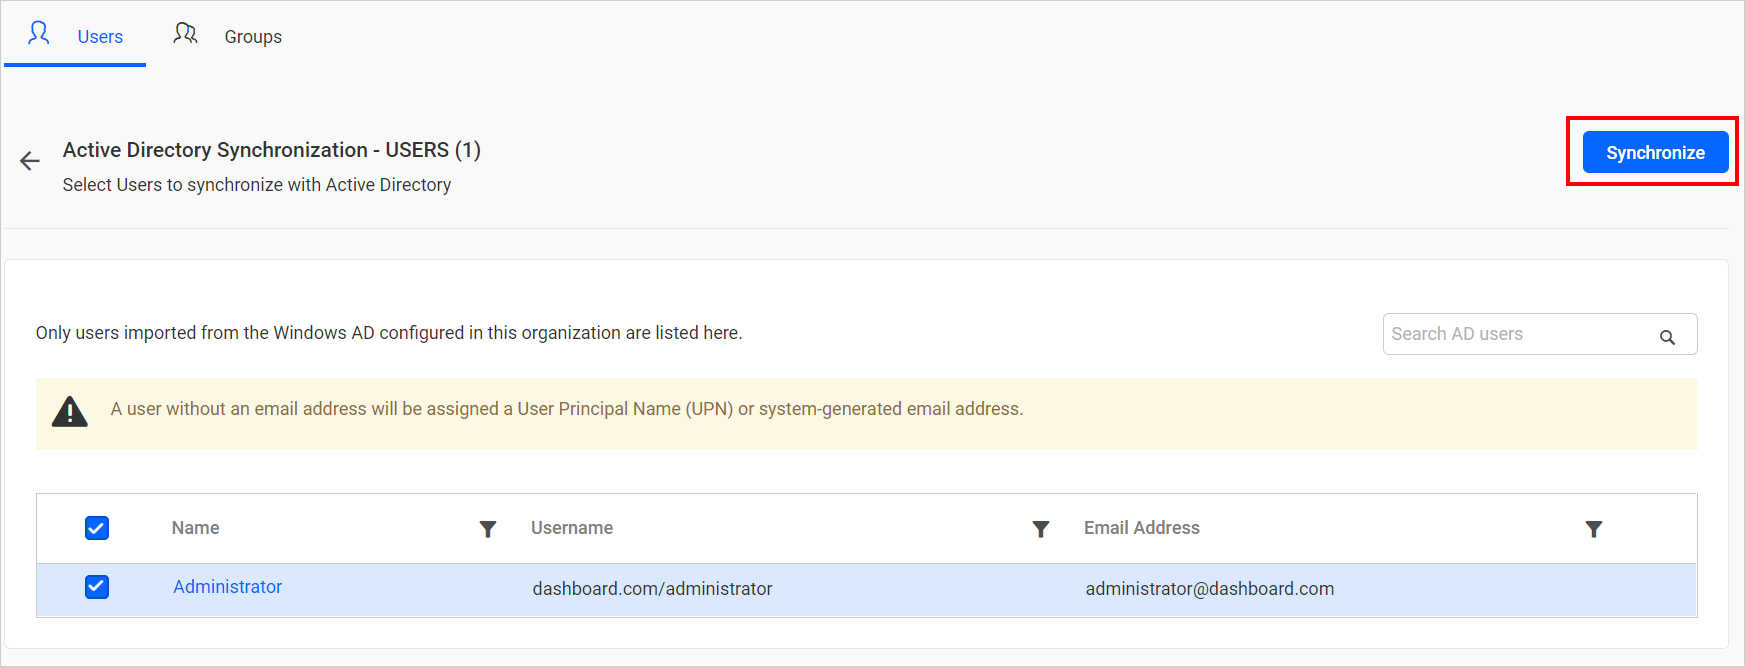 Users Groups
Active Directory Synchronization - USERS (1)
Select Users to synchronize with Active Directory
Synchronize
Only users imported from the Windows AD configured in this organization are listed here.
Search AD users
A user without an email address will be assigned a User Principal Name (UPN) or system-generated email address.
Name Username Email Address
Administrator dashboard.com/administrator administrator@dashboard.com